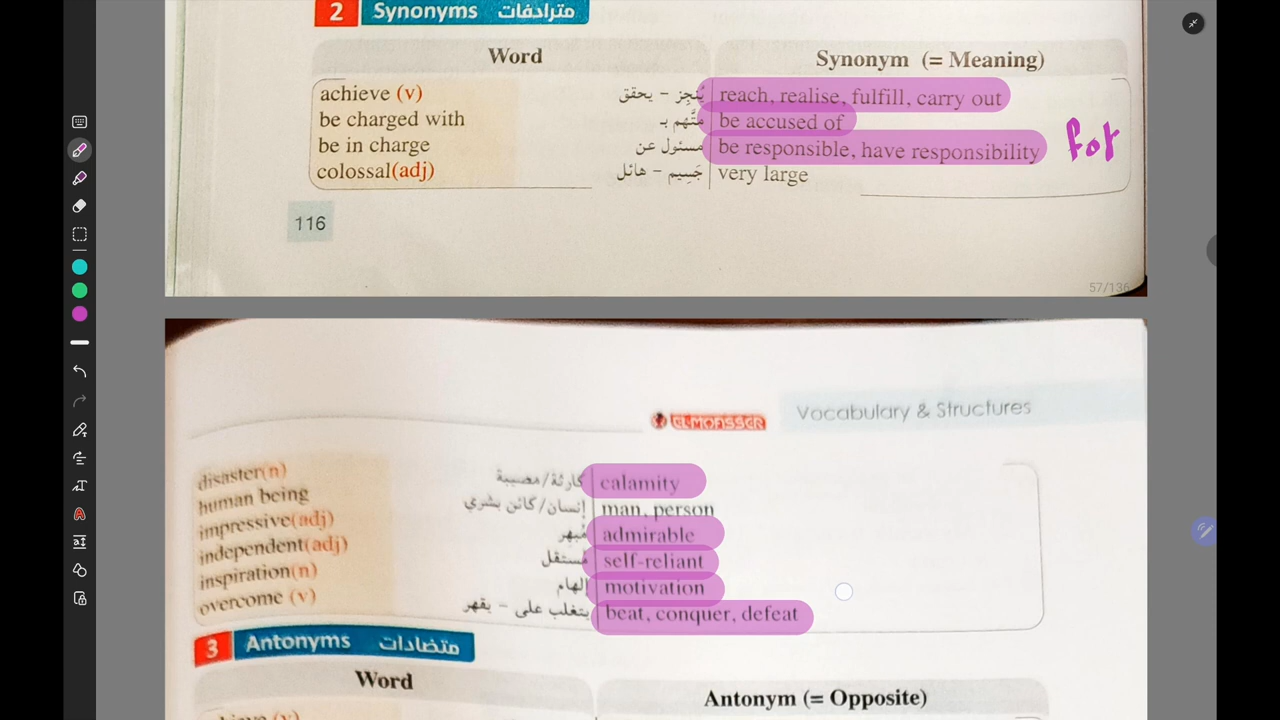 2 Synonyms مترادفات
Word Synonym (= Meaning)
achieve (v) يُنجِز - يحقق reach, realise, fulfill, carry out
be charged with مُتَّهم بـ be accused of
be in charge مسئول عن be responsible, have responsibility for
colossal(adj) جَسِيم - هائل very large
116
57/136
EL-MOASSER Vocabulary & Structures
disaster(n) كارثة/مصيبة calamity
human being إنسان/كائن بشرى man, person
impressive(adj) مُبهر admirable
independent(adj) مستقل self-reliant
inspiration(n) إلهام motivation
overcome (v) يتغلب على - يقهر beat, conquer, defeat
3 Antonyms متضادات
Word Antonym (= Opposite)